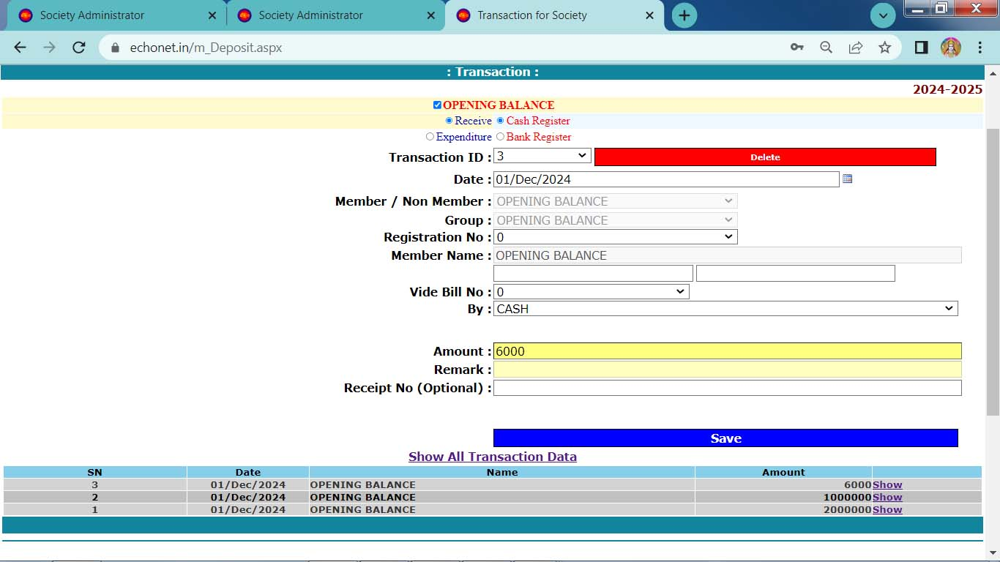 Society Administrator Society Administrator Transaction for Society
echonet.in/m_Deposit.aspx
: Transaction :
2024-2025
OPENING BALANCE
Receive Cash Register
Expenditure Bank Register
Transaction ID : 3 Delete
Date : 01/Dec/2024
Member / Non Member : OPENING BALANCE
Group : OPENING BALANCE
Registration No : 0
Member Name : OPENING BALANCE
Vide Bill No : 0
By : CASH
Amount : 6000
Remark :
Receipt No (Optional) :
Save
Show All Transaction Data
SN Date Name Amount
3 01/Dec/2024 OPENING BALANCE 6000 Show
2 01/Dec/2024 OPENING BALANCE 1000000 Show
1 01/Dec/2024 OPENING BALANCE 2000000 Show